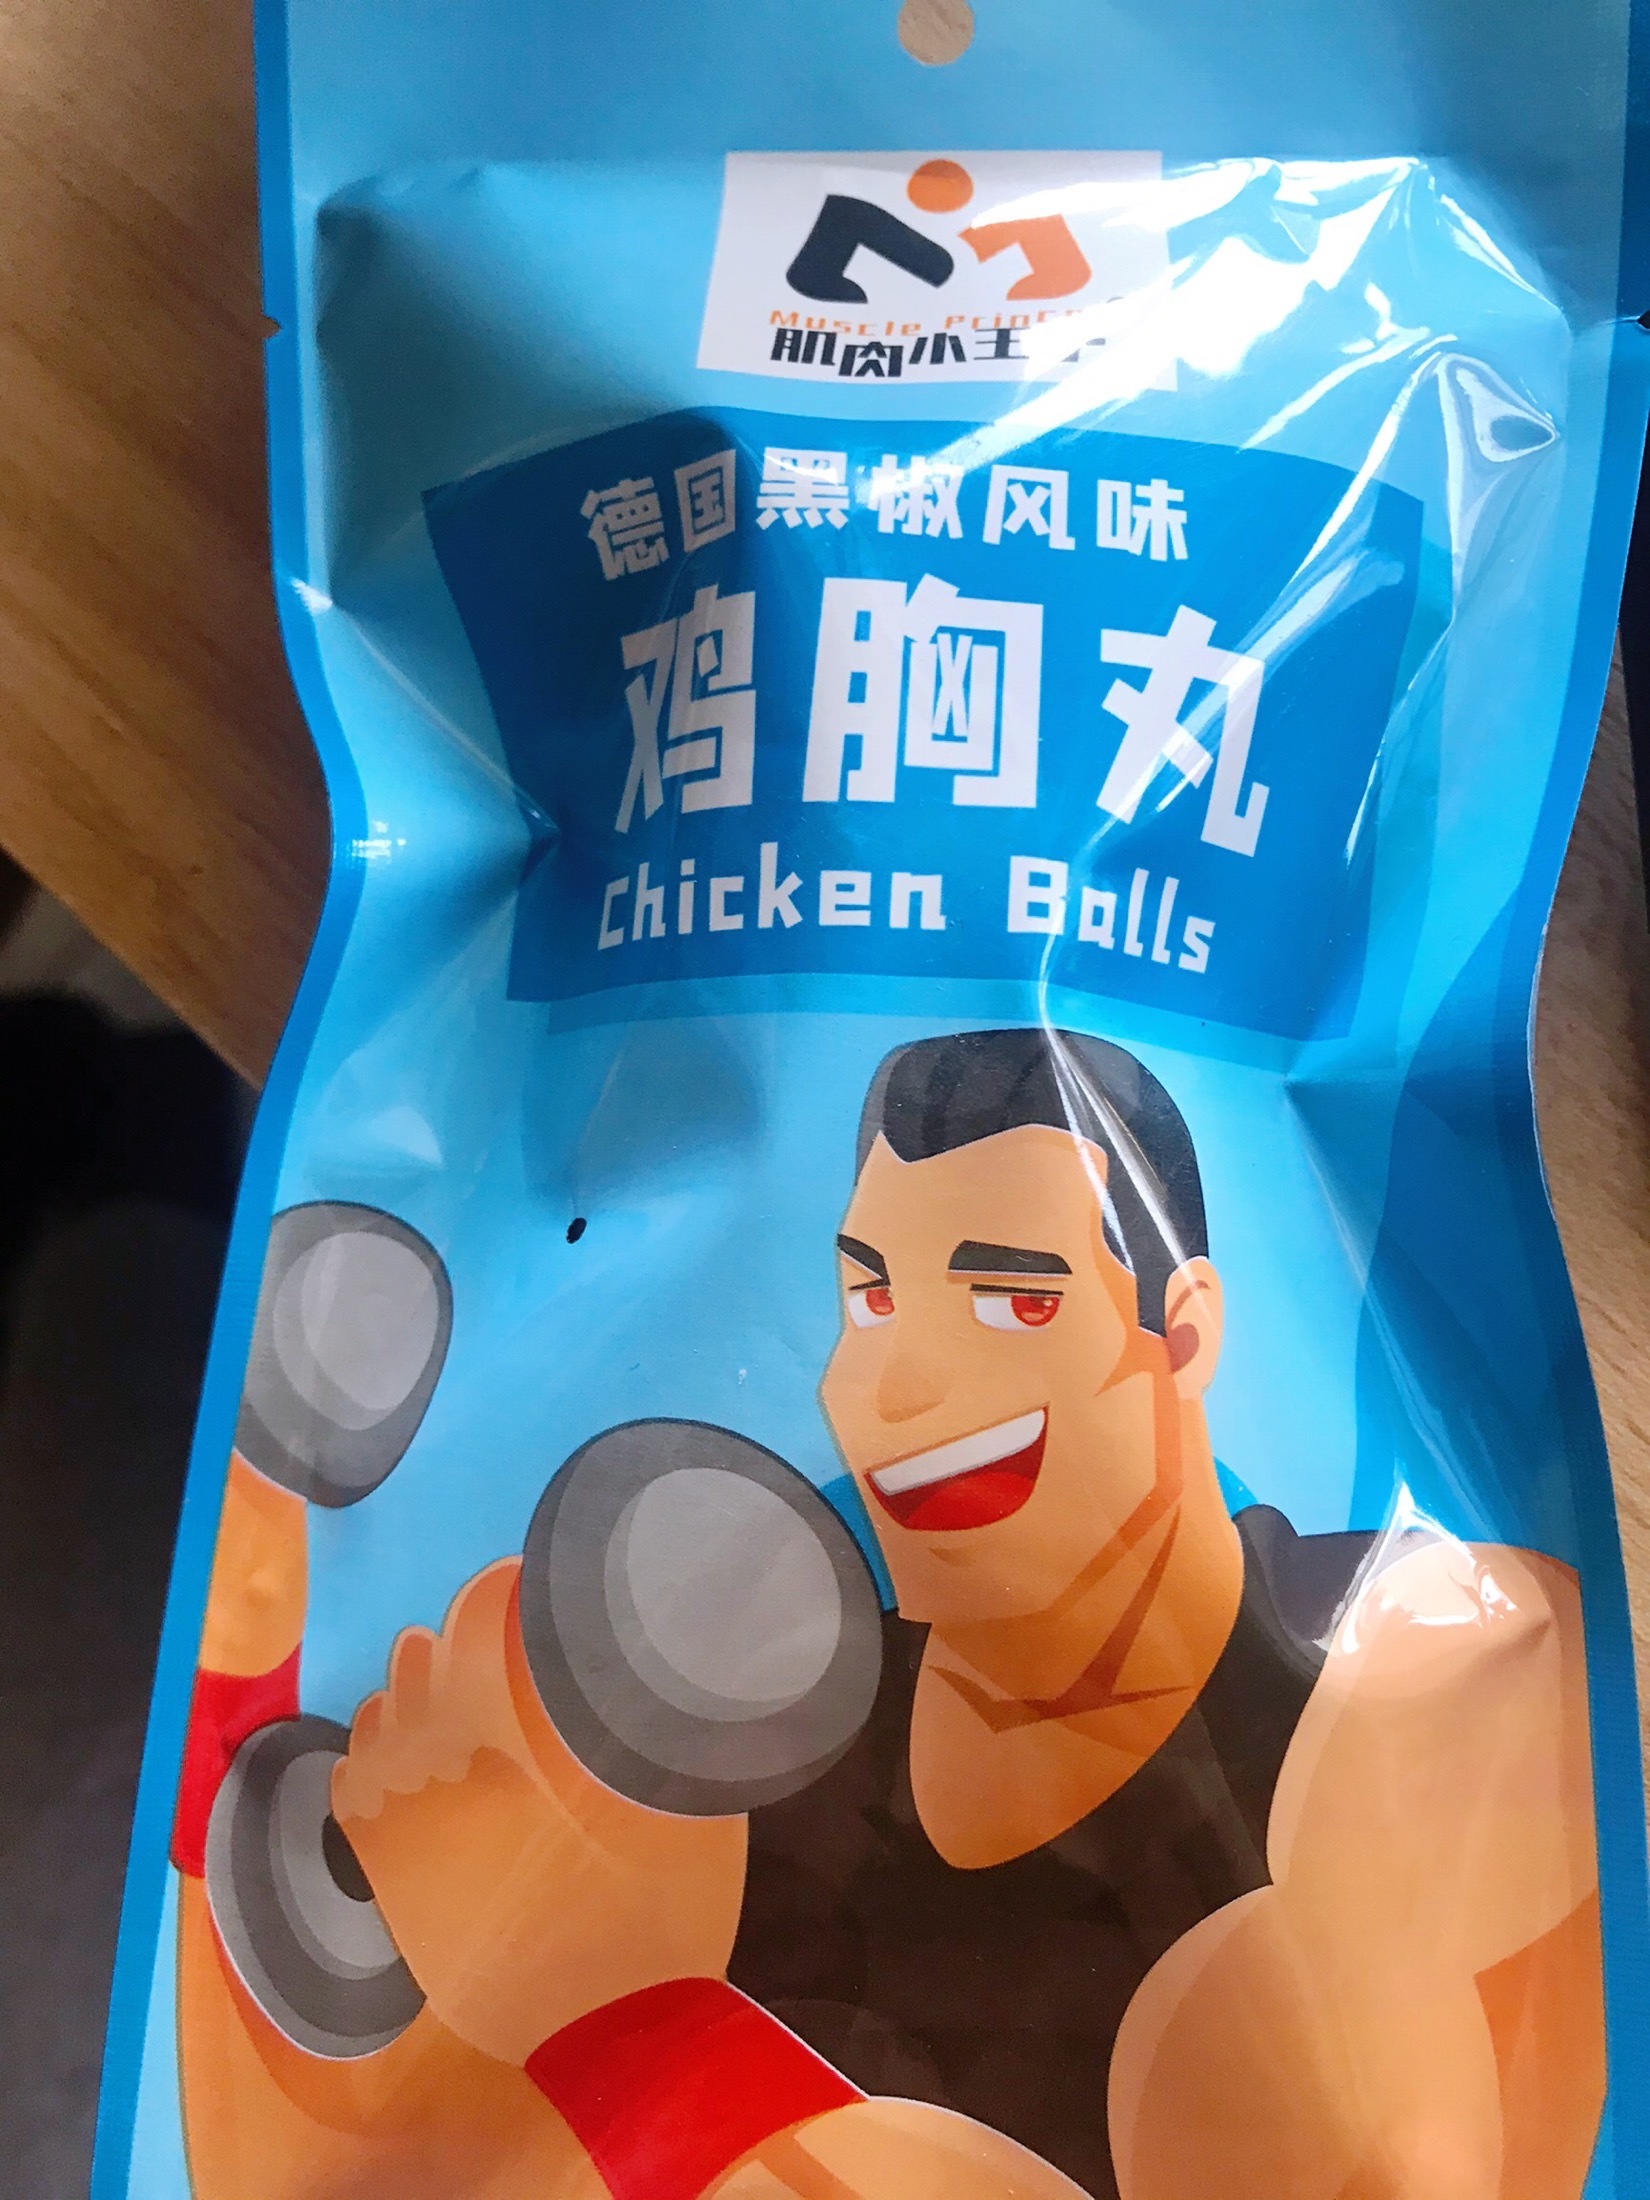 Muscle
肌肉小王
德国黑椒风味
鸡胸丸
Chicken Balls